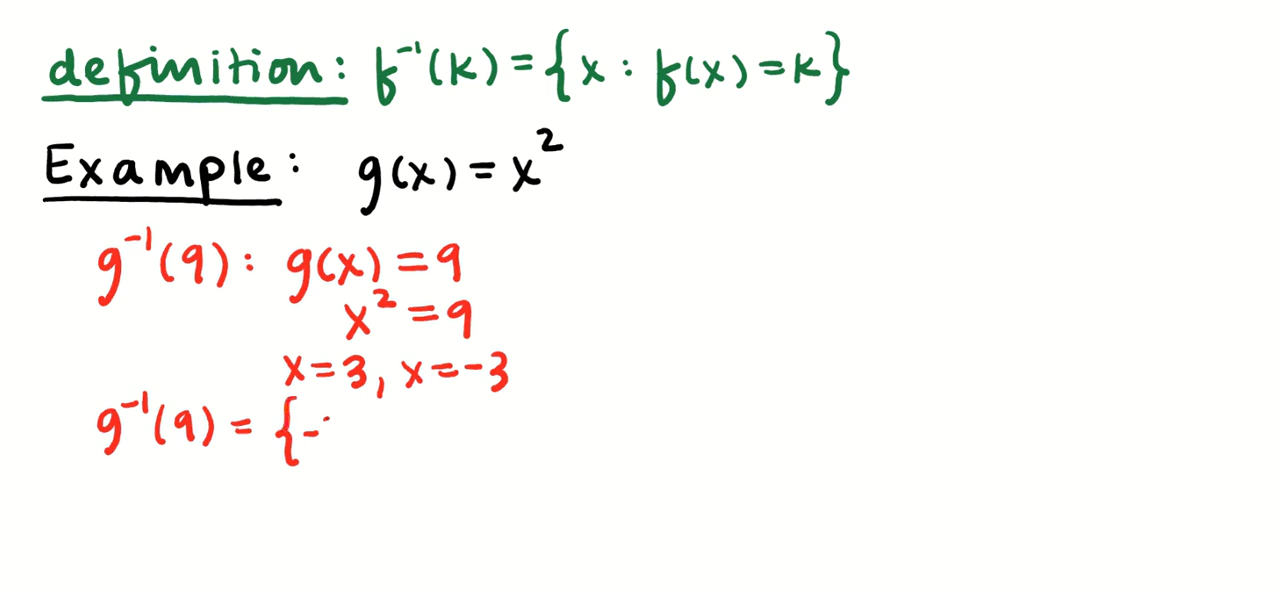 definition: f⁻¹(k) = {x : f(x) = k}
Example: g(x) = x²
g⁻¹(9): g(x) = 9
x² = 9
x = 3, x = -3
g⁻¹(9) = {-